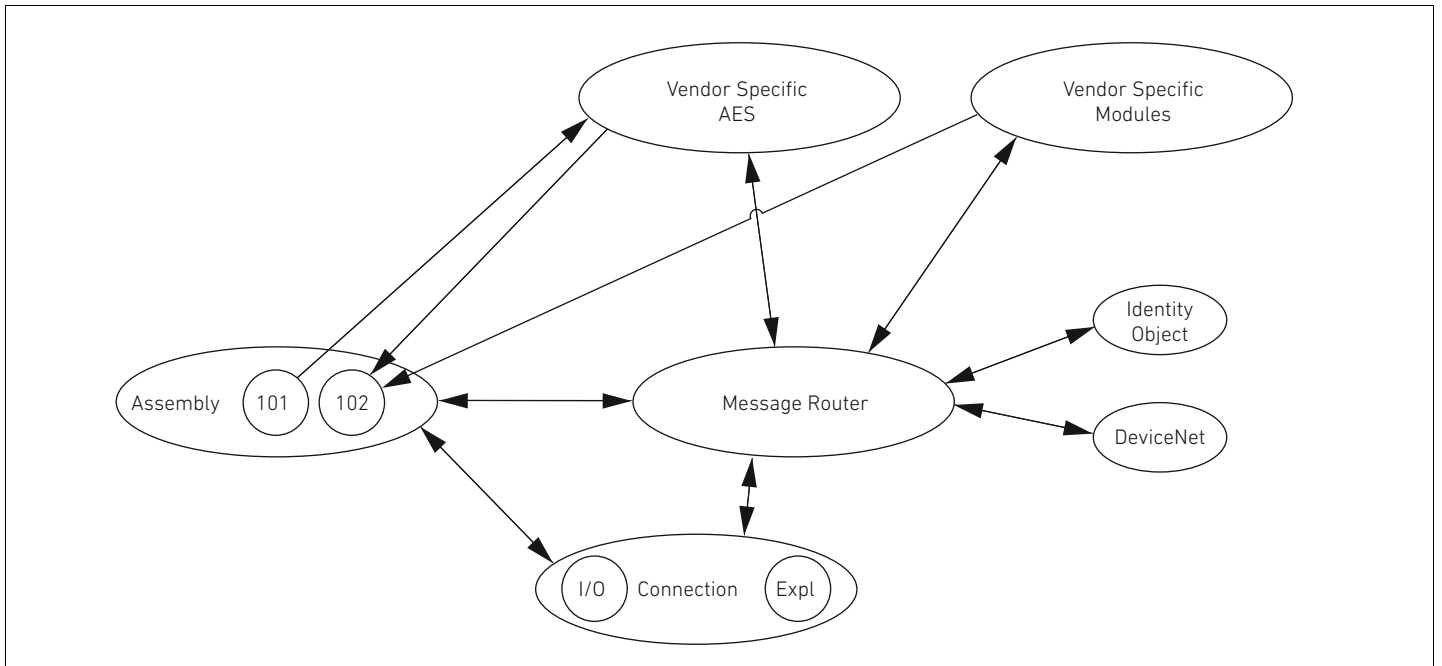 Vendor Specific
AES
Vendor Specific
Modules
Identity
Object
Assembly
101
102
Message Router
DeviceNet
I/O
Connection
Expl